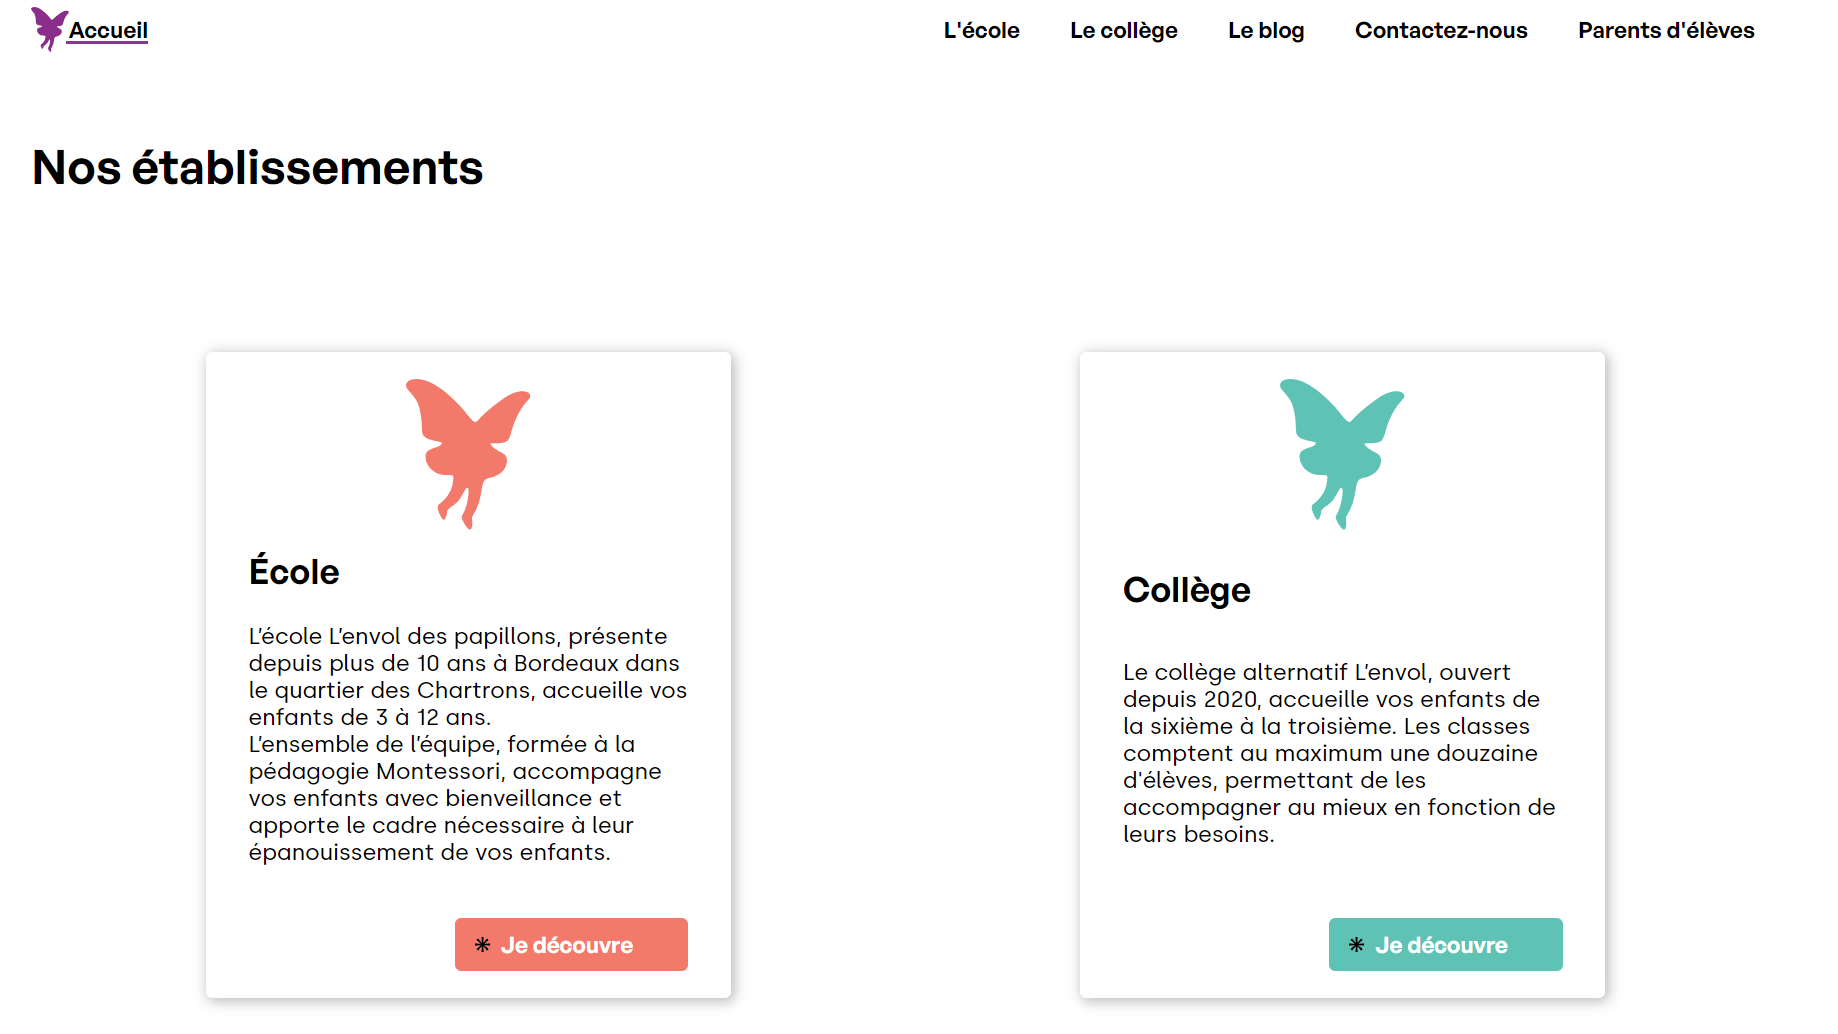 Accueil
L'école
Le collège
Le blog
Contactez-nous
Parents d'élèves
Nos établissements
École
L’école L’envol des papillons, présente
depuis plus de 10 ans à Bordeaux dans
le quartier des Chartrons, accueille vos
enfants de 3 à 12 ans.
L’ensemble de l’équipe, formée à la
pédagogie Montessori, accompagne
vos enfants avec bienveillance et
apporte le cadre nécessaire à leur
épanouissement de vos enfants.
Je découvre
Collège
Le collège alternatif L’envol, ouvert
depuis 2020, accueille vos enfants de
la sixième à la troisième. Les classes
comptent au maximum une douzaine
d'élèves, permettant de les
accompagner au mieux en fonction de
leurs besoins.
Je découvre